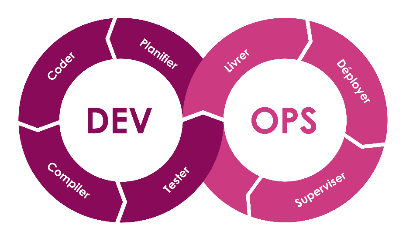 Planifier
Coder
DEV
Compiler
Tester
Livrer
Déployer
OPS
Superviser